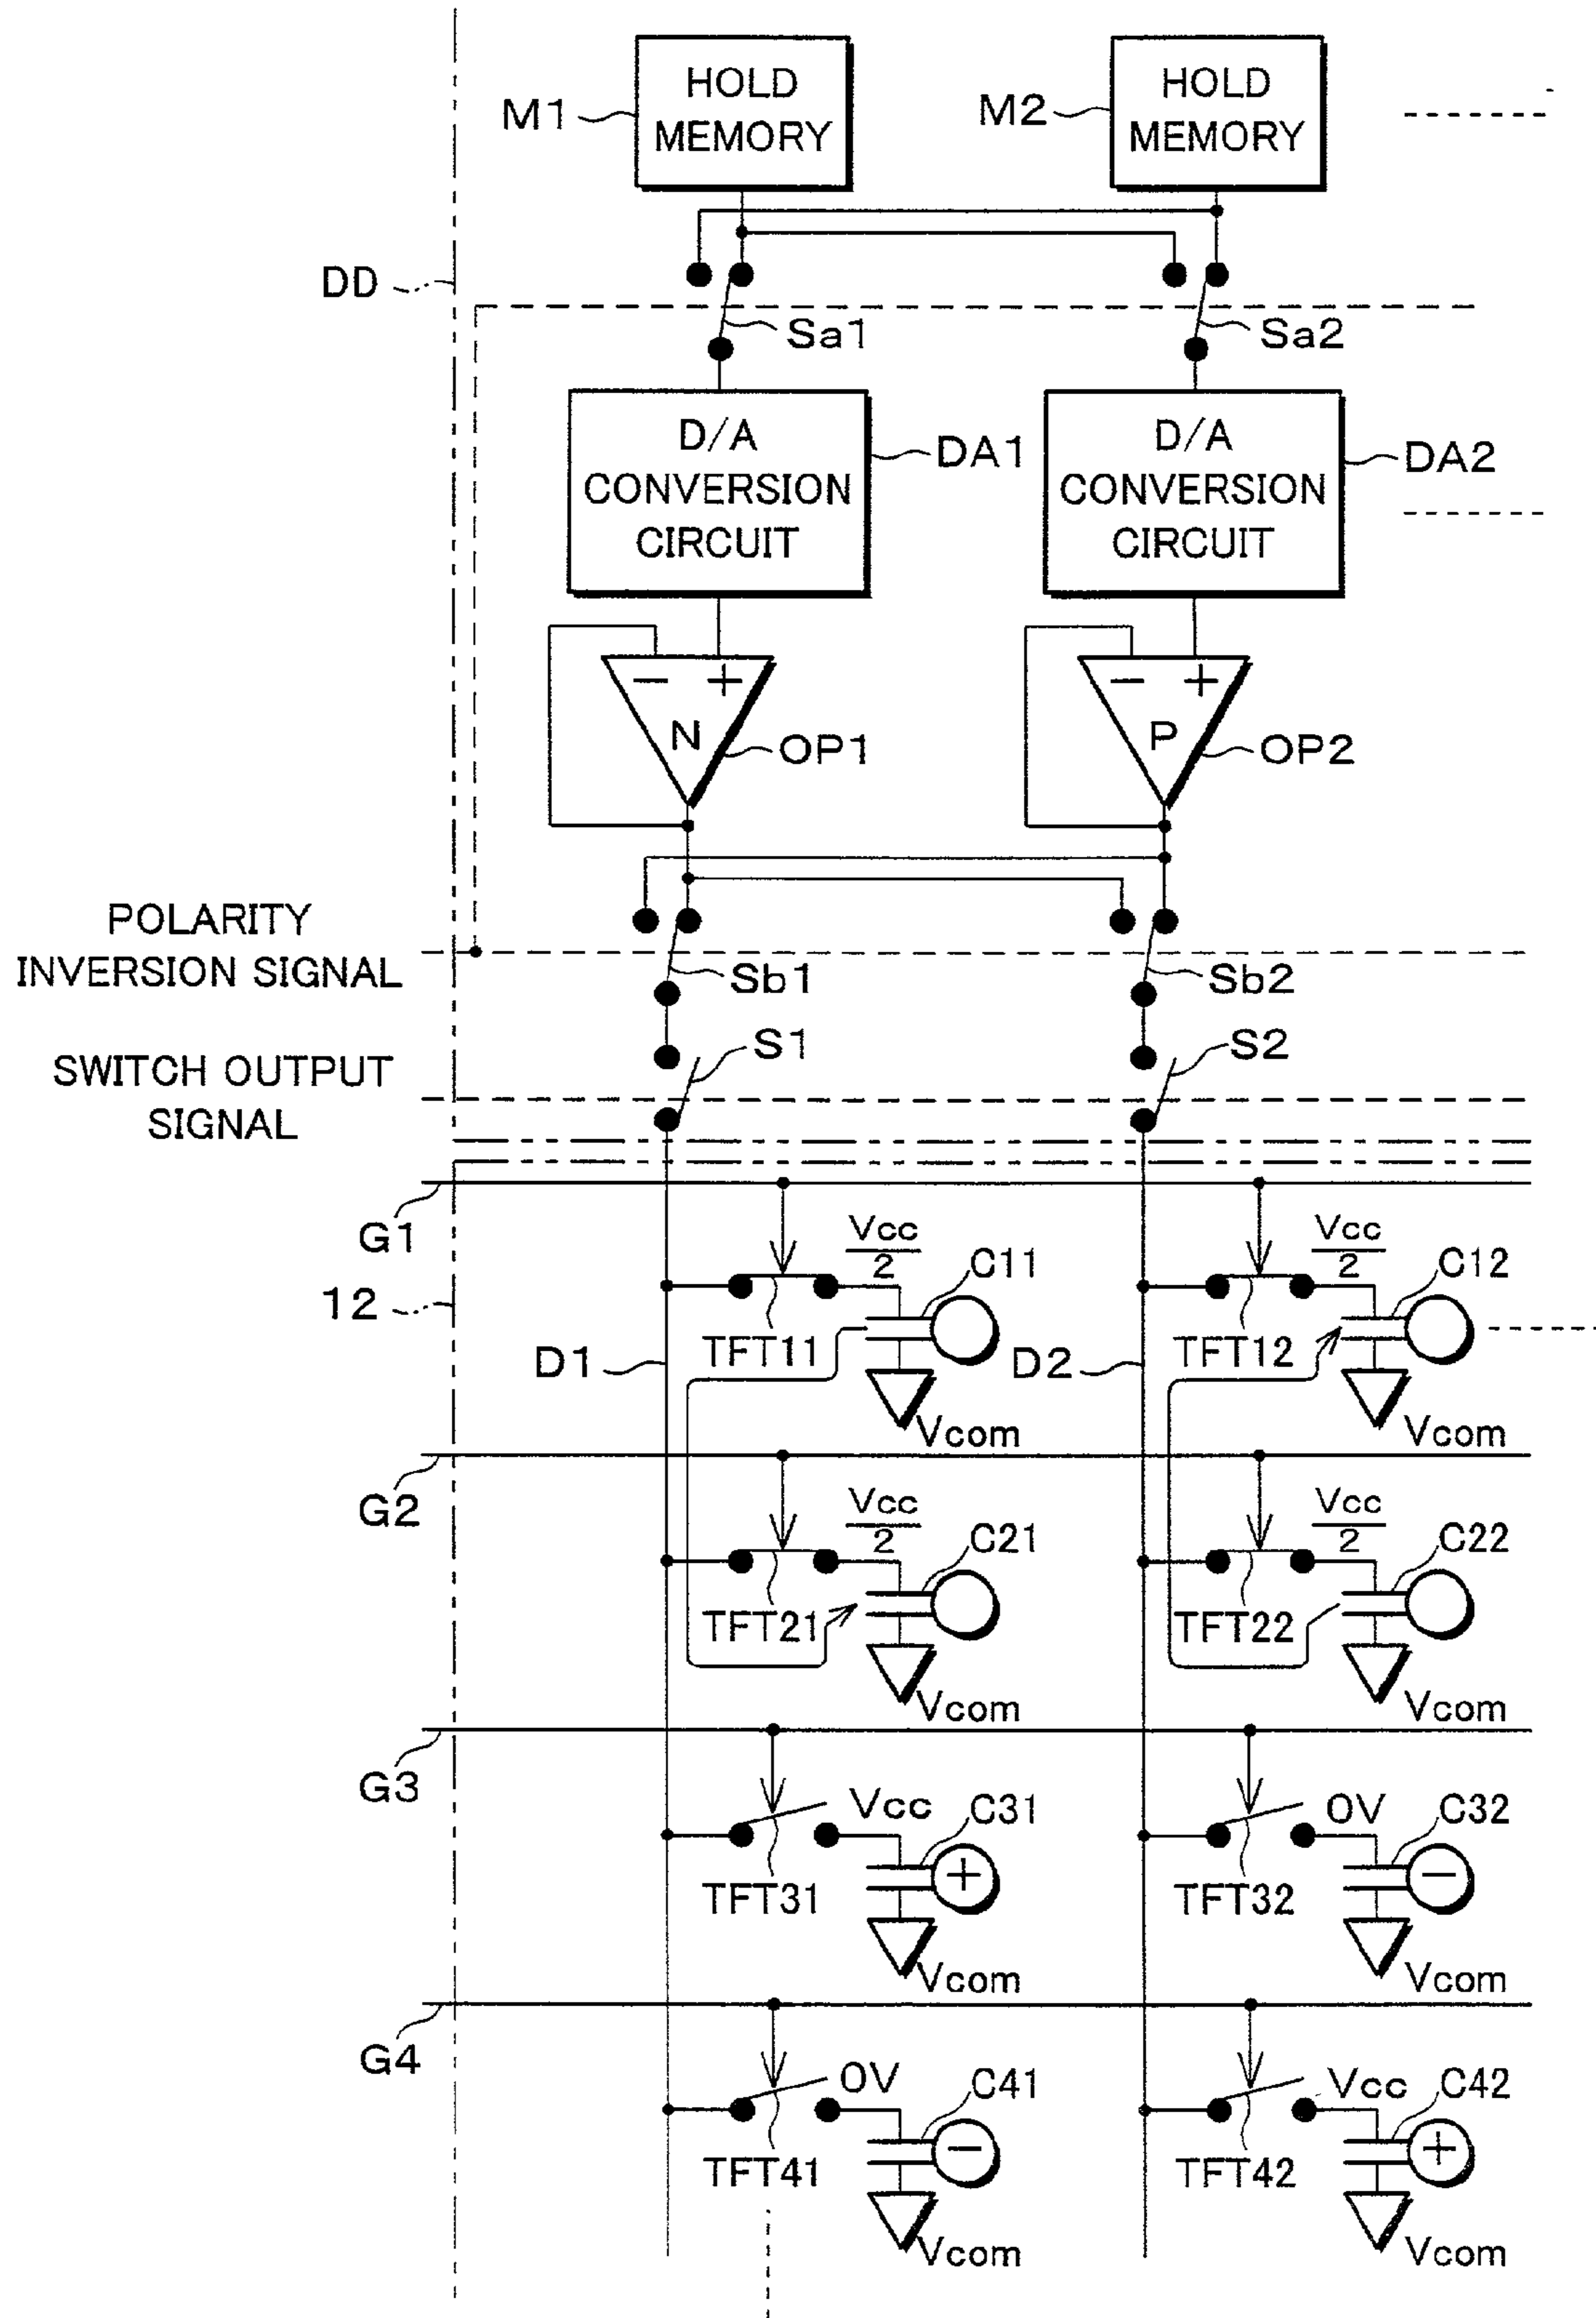 M1
HOLD
MEMORY
M2
HOLD
MEMORY
DD
Sa1
Sa2
D/A
CONVERSION
CIRCUIT
DA1
D/A
CONVERSION
CIRCUIT
DA2
− +
N
OP1
− +
P
OP2
POLARITY
INVERSION SIGNAL
Sb1
Sb2
SWITCH OUTPUT
SIGNAL
S1
S2
G1
12
Vcc
2
C11
TFT11
D1
Vcom
Vcc
2
C12
TFT12
D2
Vcom
G2
Vcc
2
C21
TFT21
Vcom
Vcc
2
C22
TFT22
Vcom
G3
Vcc
C31
+
TFT31
Vcom
0V
C32
−
TFT32
Vcom
G4
0V
C41
−
TFT41
Vcom
Vcc
C42
+
TFT42
Vcom